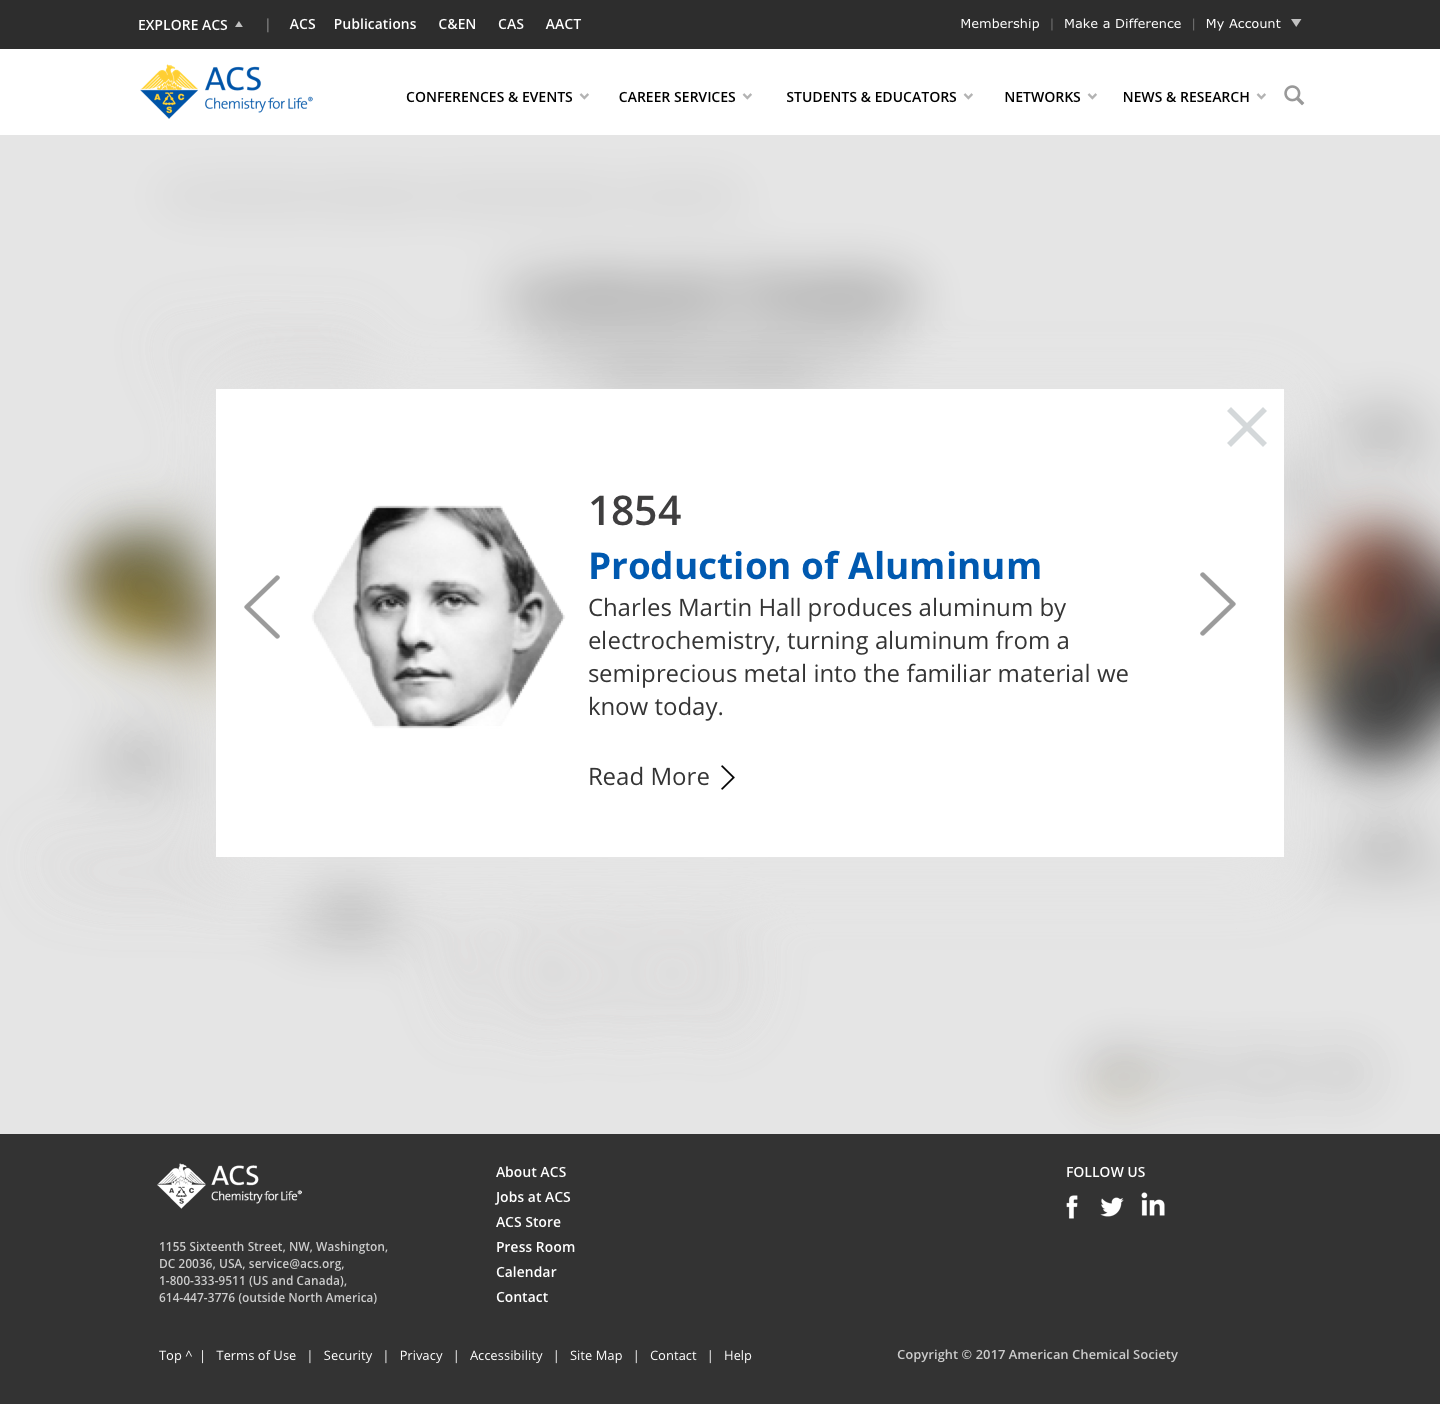 EXPLORE ACS | ACS Publications C&EN CAS AACT Membership | Make a Difference | My Account
ACS
Chemistry for Life®
A C S
CONFERENCES & EVENTS CAREER SERVICES STUDENTS & EDUCATORS NETWORKS NEWS & RESEARCH
1854
Production of Aluminum
Charles Martin Hall produces aluminum by
electrochemistry, turning aluminum from a
semiprecious metal into the familiar material we
know today.
Read More
ACS
Chemistry for Life®
A C S
1155 Sixteenth Street, NW, Washington,
DC 20036, USA, service@acs.org,
1-800-333-9511 (US and Canada),
614-447-3776 (outside North America)
About ACS
Jobs at ACS
ACS Store
Press Room
Calendar
Contact
FOLLOW US
f in
Top ^ | Terms of Use | Security | Privacy | Accessibility | Site Map | Contact | Help
Copyright © 2017 American Chemical Society